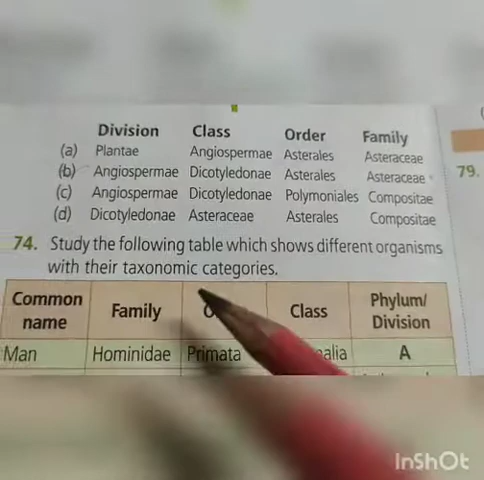 Division Class Order Family
(a) Plantae Angiospermae Asterales Asteraceae
(b) Angiospermae Dicotyledonae Asterales Asteraceae
(c) Angiospermae Dicotyledonae Polymoniales Compositae
(d) Dicotyledonae Asteraceae Asterales Compositae
79.
74. Study the following table which shows different organisms
with their taxonomic categories.
Common name Family Class Phylum/ Division
Man Hominidae Primata A
InShOt